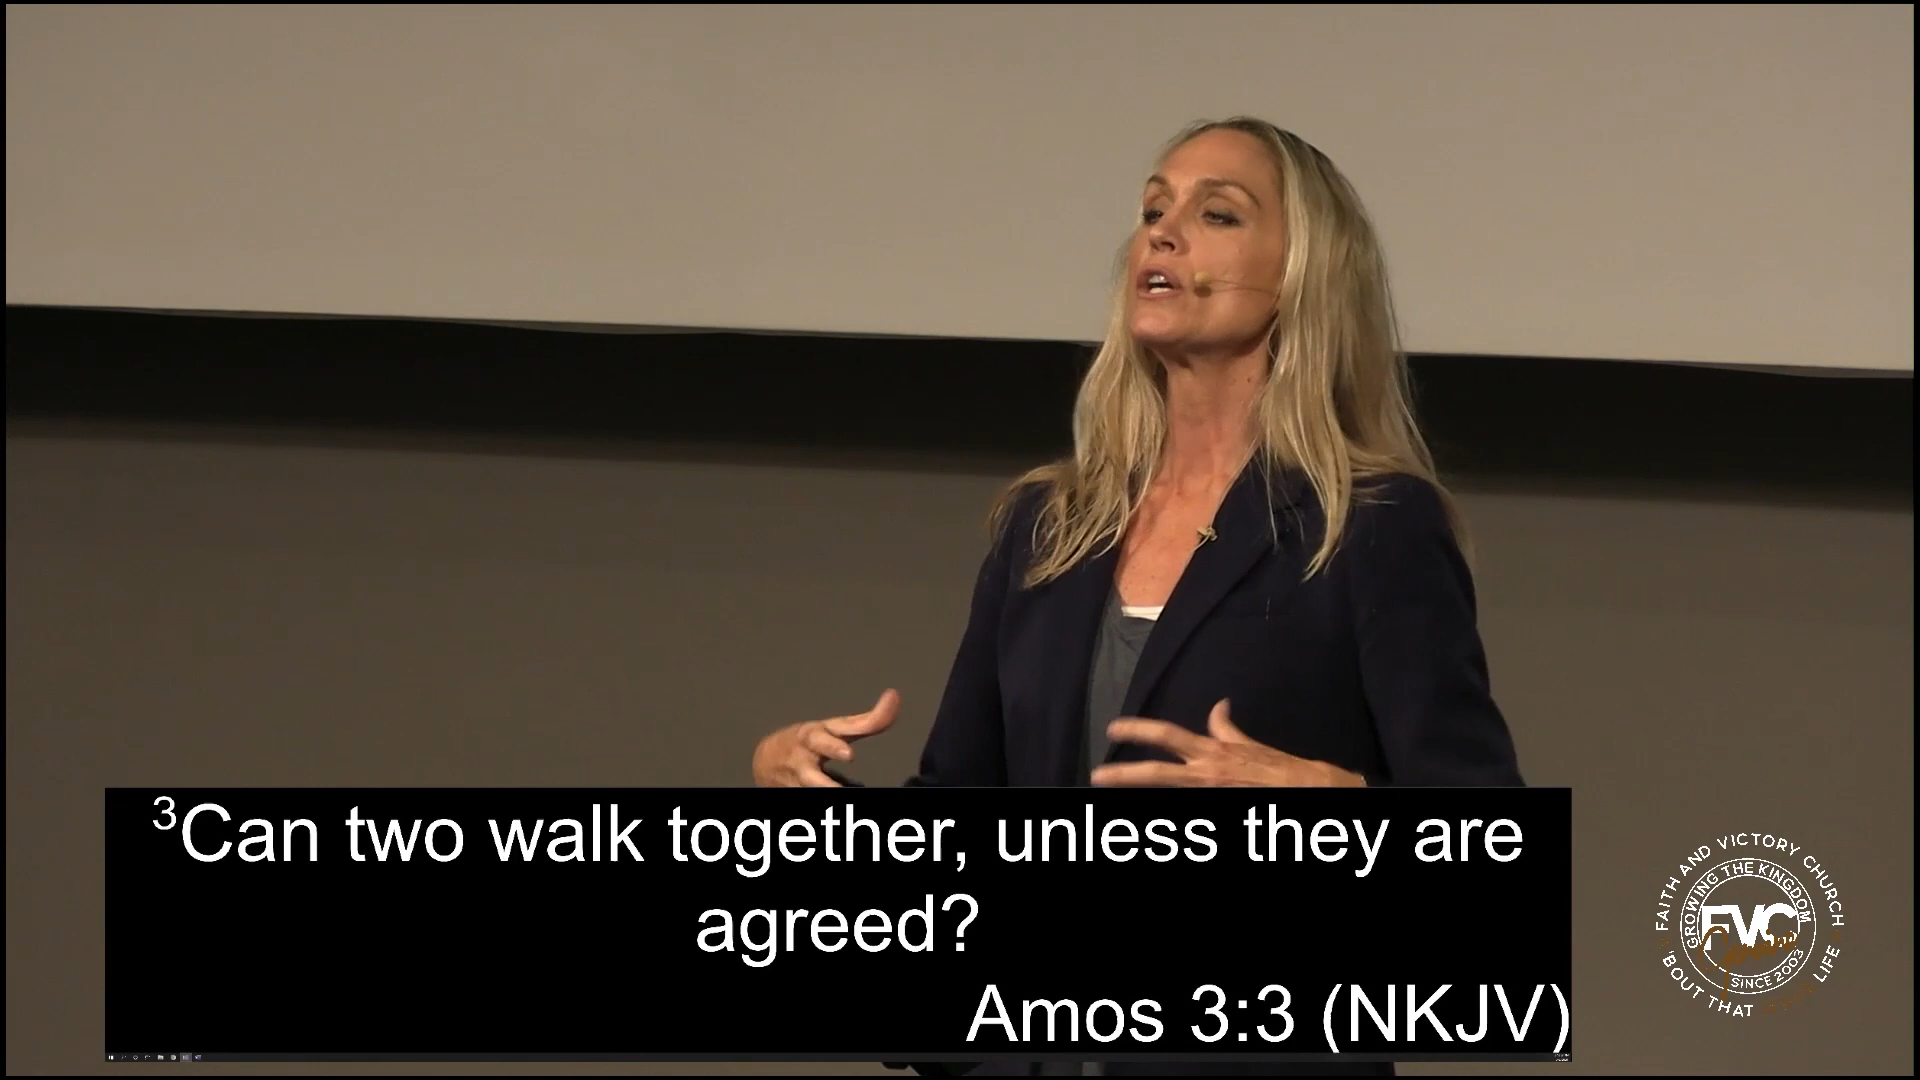 ³Can two walk together, unless they are
agreed?
Amos 3:3 (NKJV)
FAITH AND VICTORY CHURCH
GROWING THE KINGDOM
FVC
SINCE 2003
'BOUT THAT
LIFE